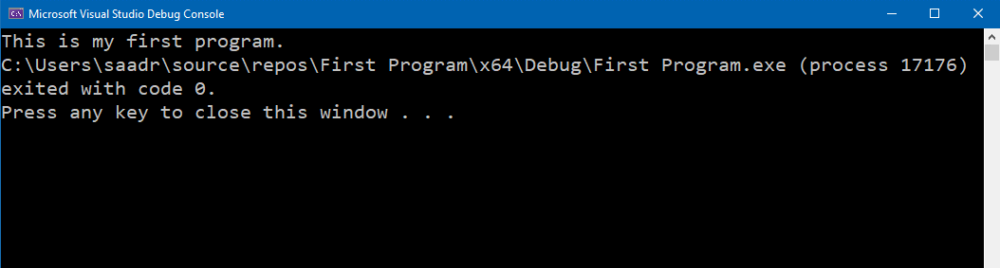 Microsoft Visual Studio Debug Console
This is my first program.
C:\Users\saadr\source\repos\First Program\x64\Debug\First Program.exe (process 17176)
exited with code 0.
Press any key to close this window . . .